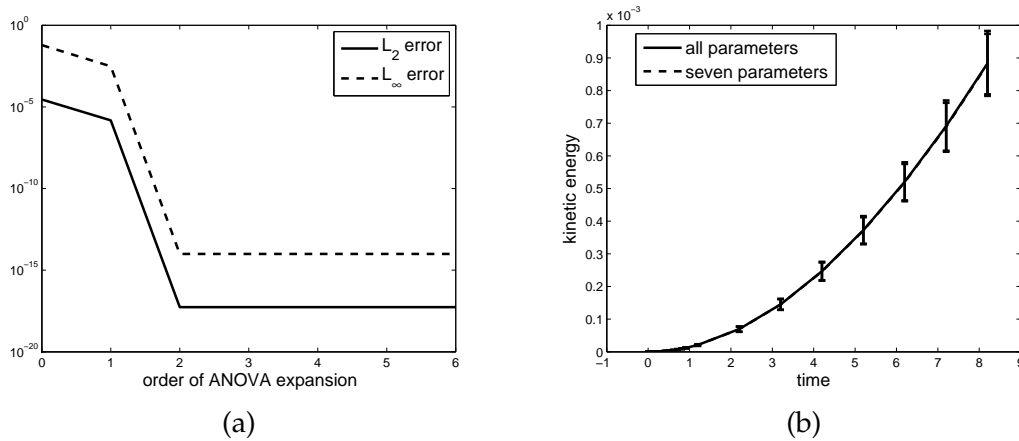 10^0
10^-5
10^-10
10^-15
10^-20
0 1 2 3 4 5 6
order of ANOVA expansion
L_2 error
L_∞ error
(a)
x 10^-3
1
0.9
0.8
0.7
0.6
0.5
0.4
0.3
0.2
0.1
0
kinetic energy
−1 0 1 2 3 4 5 6 7 8 9
time
all parameters
seven parameters
(b)